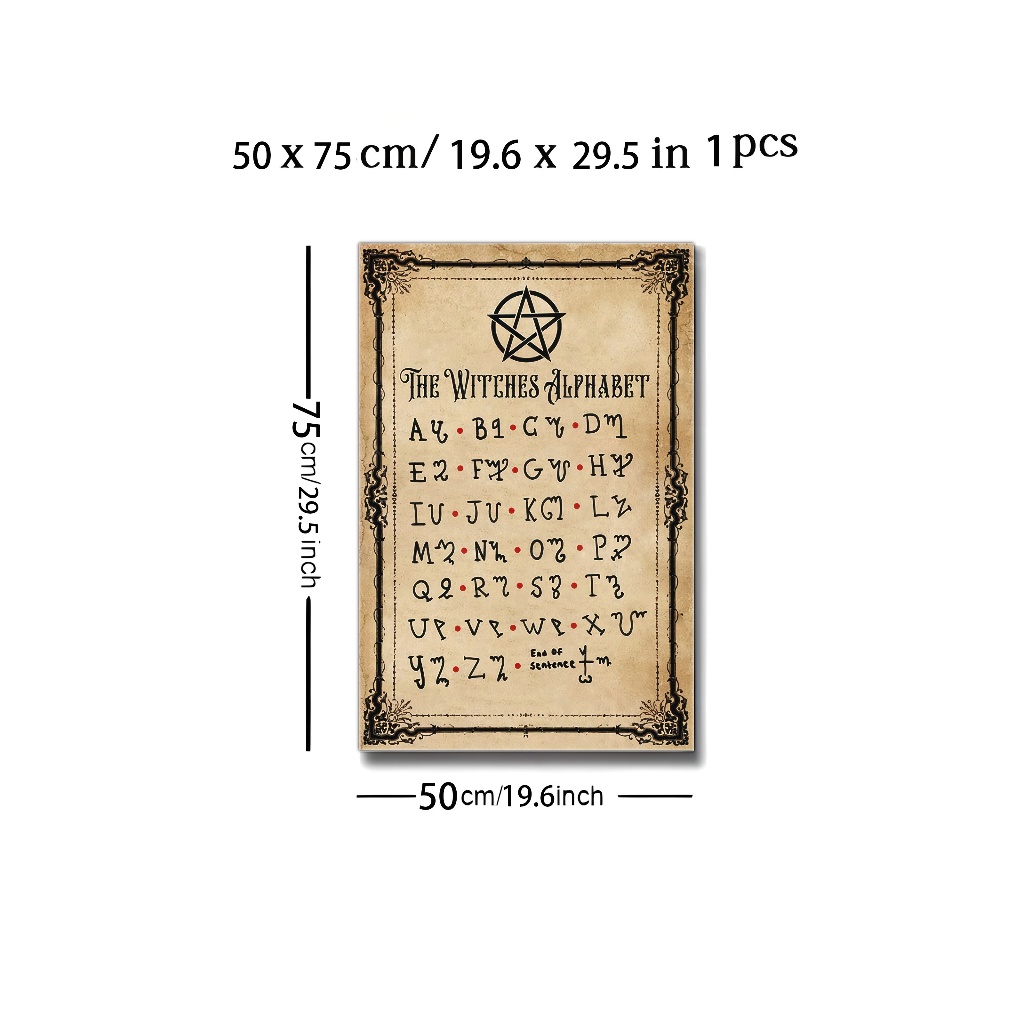 50 x 75 cm/ 19.6 x 29.5 in 1 pcs
75cm/29.5inch
THE WITCHES ALPHABET
A • B • C • D
E • F • G • H
I • J • K • L
M • N • O • P
Q • R • S • T
U • V • W • X
Y • Z • End Of
Sentence
50cm/19.6inch